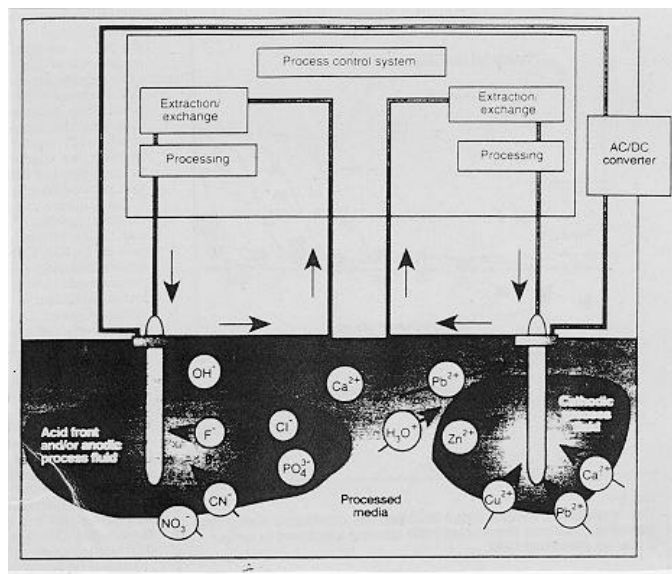 Process control system
Extraction/
exchange
Extraction/
exchange
Processing
Processing
AC/DC
converter
OH⁻
Ca²⁺
Pb²⁺
Acid front
and/or anodic
process fluid
F⁻
Cl⁻
H₃O⁺
Zn²⁺
Cathodic
process
fluid
PO₄³⁻
Ca²⁺
CN⁻
Processed
media
Cu²⁺
Pb²⁺
NO₃⁻